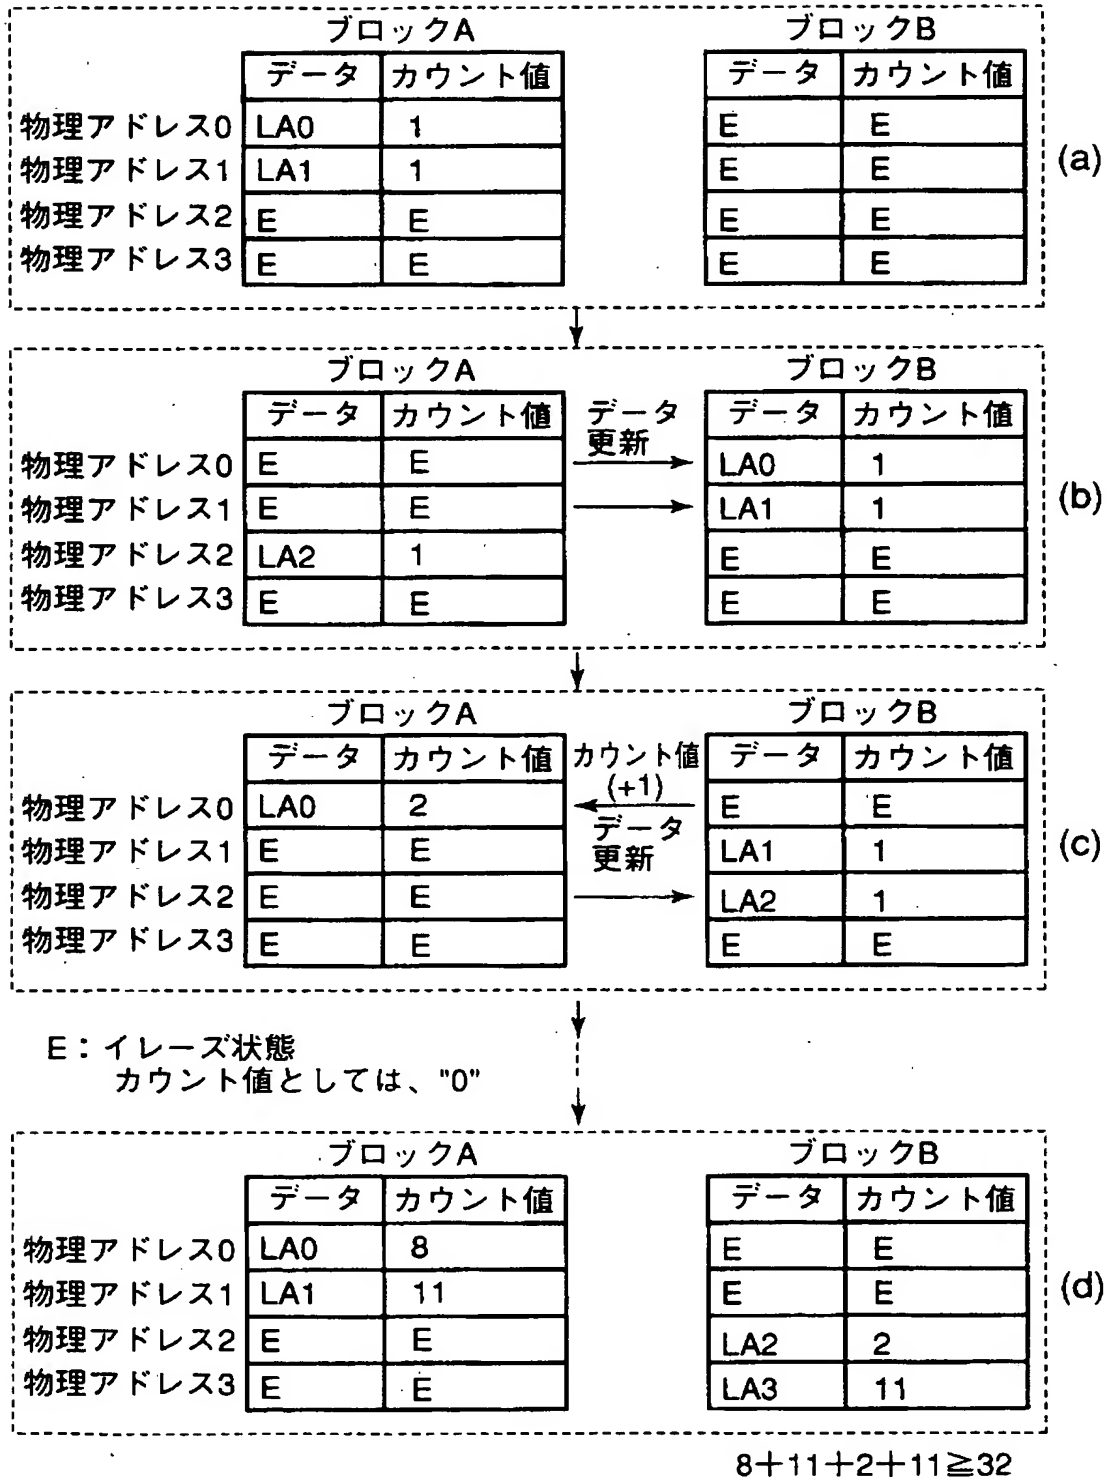 ブロックA ブロックB
データ カウント値 データ カウント値
物理アドレス0 LA0 1 E E
物理アドレス1 LA1 1 E E (a)
物理アドレス2 E E E E
物理アドレス3 E E E E
ブロックA ブロックB
データ カウント値 データ データ カウント値
更新
物理アドレス0 E E LA0 1
物理アドレス1 E E LA1 1 (b)
物理アドレス2 LA2 1 E E
物理アドレス3 E E E E
ブロックA ブロックB
データ カウント値 カウント値 データ カウント値
(+1)
物理アドレス0 LA0 2 E E
データ
物理アドレス1 E E 更新 LA1 1 (c)
物理アドレス2 E E LA2 1
物理アドレス3 E E E E
E：イレーズ状態
カウント値としては、"0"
ブロックA ブロックB
データ カウント値 データ カウント値
物理アドレス0 LA0 8 E E
物理アドレス1 LA1 11 E E (d)
物理アドレス2 E E LA2 2
物理アドレス3 E E LA3 11
8+11+2+11≧32